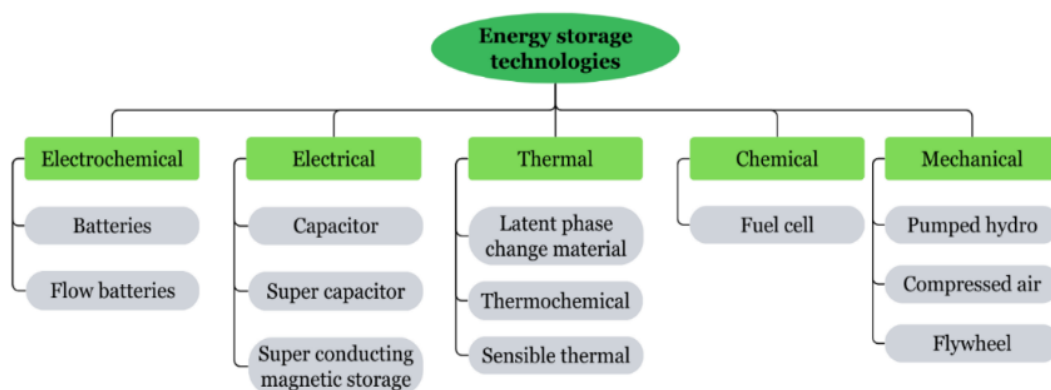 Energy storage
technologies
Electrochemical
Electrical
Thermal
Chemical
Mechanical
Batteries
Capacitor
Latent phase
change material
Fuel cell
Pumped hydro
Flow batteries
Super capacitor
Thermochemical
Compressed air
Super conducting
magnetic storage
Sensible thermal
Flywheel